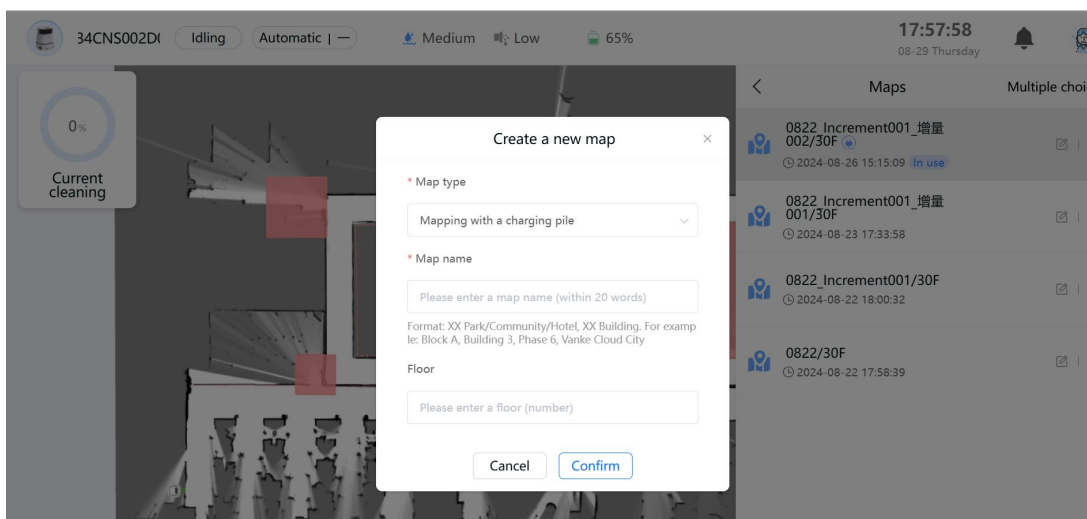 34CNS002D
Idling
Automatic | —
Medium
Low
65%
17:57:58
08-29 Thursday
0%
Current
cleaning
Create a new map
* Map type
Mapping with a charging pile
* Map name
Please enter a map name (within 20 words)
Format: XX Park/Community/Hotel, XX Building. For examp
le: Block A, Building 3, Phase 6, Vanke Cloud City
Floor
Please enter a floor (number)
Cancel
Confirm
Maps
Multiple choi
0822_Increment001_增量
002/30F
2024-08-26 15:15:09 In use
0822_Increment001_增量
001/30F
2024-08-23 17:33:58
0822_Increment001/30F
2024-08-22 18:00:32
0822/30F
2024-08-22 17:58:39